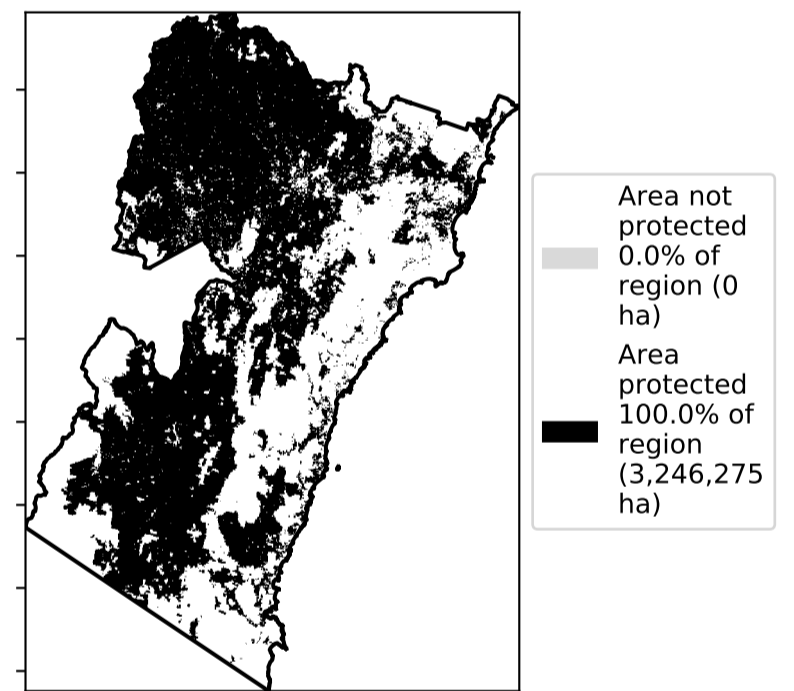 Area not
protected
0.0% of
region (0
ha)
Area
protected
100.0% of
region
(3,246,275
ha)